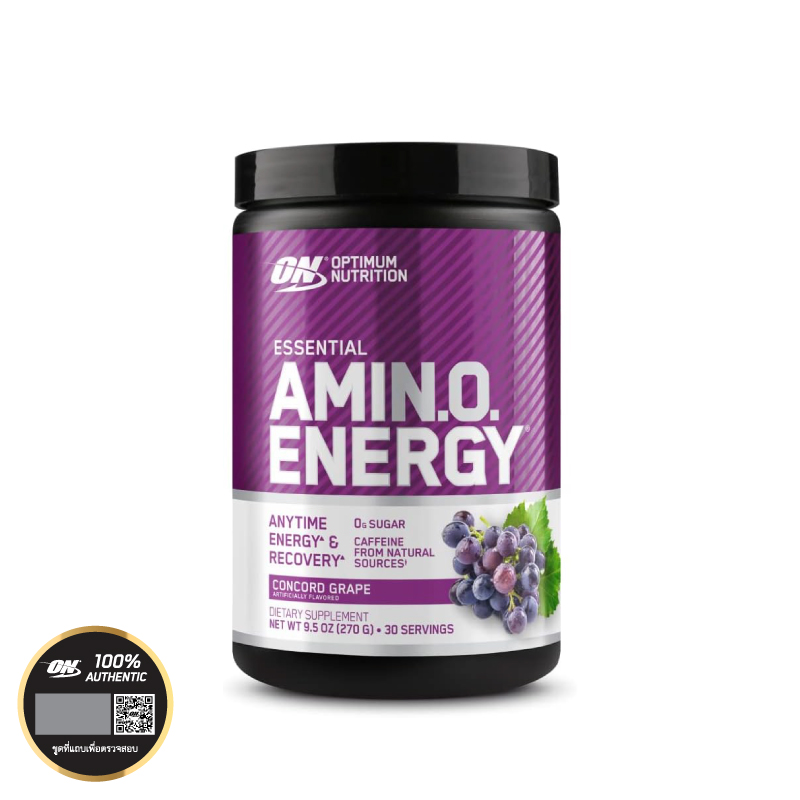 ON® OPTIMUM NUTRITION
ESSENTIAL
AMIN.O.
ENERGY®
ANYTIME
ENERGY▲ &
RECOVERY▲
0G SUGAR
CAFFEINE
FROM NATURAL
SOURCES
CONCORD GRAPE
ARTIFICIALLY FLAVORED
DIETARY SUPPLEMENT
NET WT 9.5 OZ (270 G) • 30 SERVINGS
ON 100%
AUTHENTIC
ขูดที่แถบเพื่อตรวจสอบ